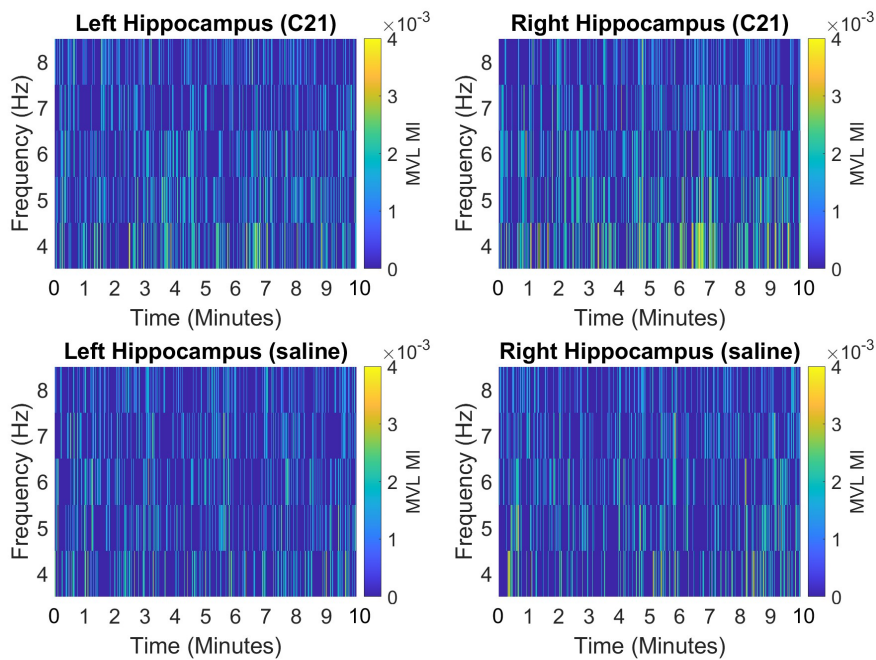 Left Hippocampus (C21)
×10⁻³
Frequency (Hz)
8
7
6
5
4
0 1 2 3 4 5 6 7 8 9 10
Time (Minutes)
4
3
2
1
0
MVL MI
Right Hippocampus (C21)
×10⁻³
Frequency (Hz)
8
7
6
5
4
0 1 2 3 4 5 6 7 8 9 10
Time (Minutes)
4
3
2
1
0
MVL MI
Left Hippocampus (saline)
×10⁻³
Frequency (Hz)
8
7
6
5
4
0 1 2 3 4 5 6 7 8 9 10
Time (Minutes)
4
3
2
1
0
MVL MI
Right Hippocampus (saline)
×10⁻³
Frequency (Hz)
8
7
6
5
4
0 1 2 3 4 5 6 7 8 9 10
Time (Minutes)
4
3
2
1
0
MVL MI